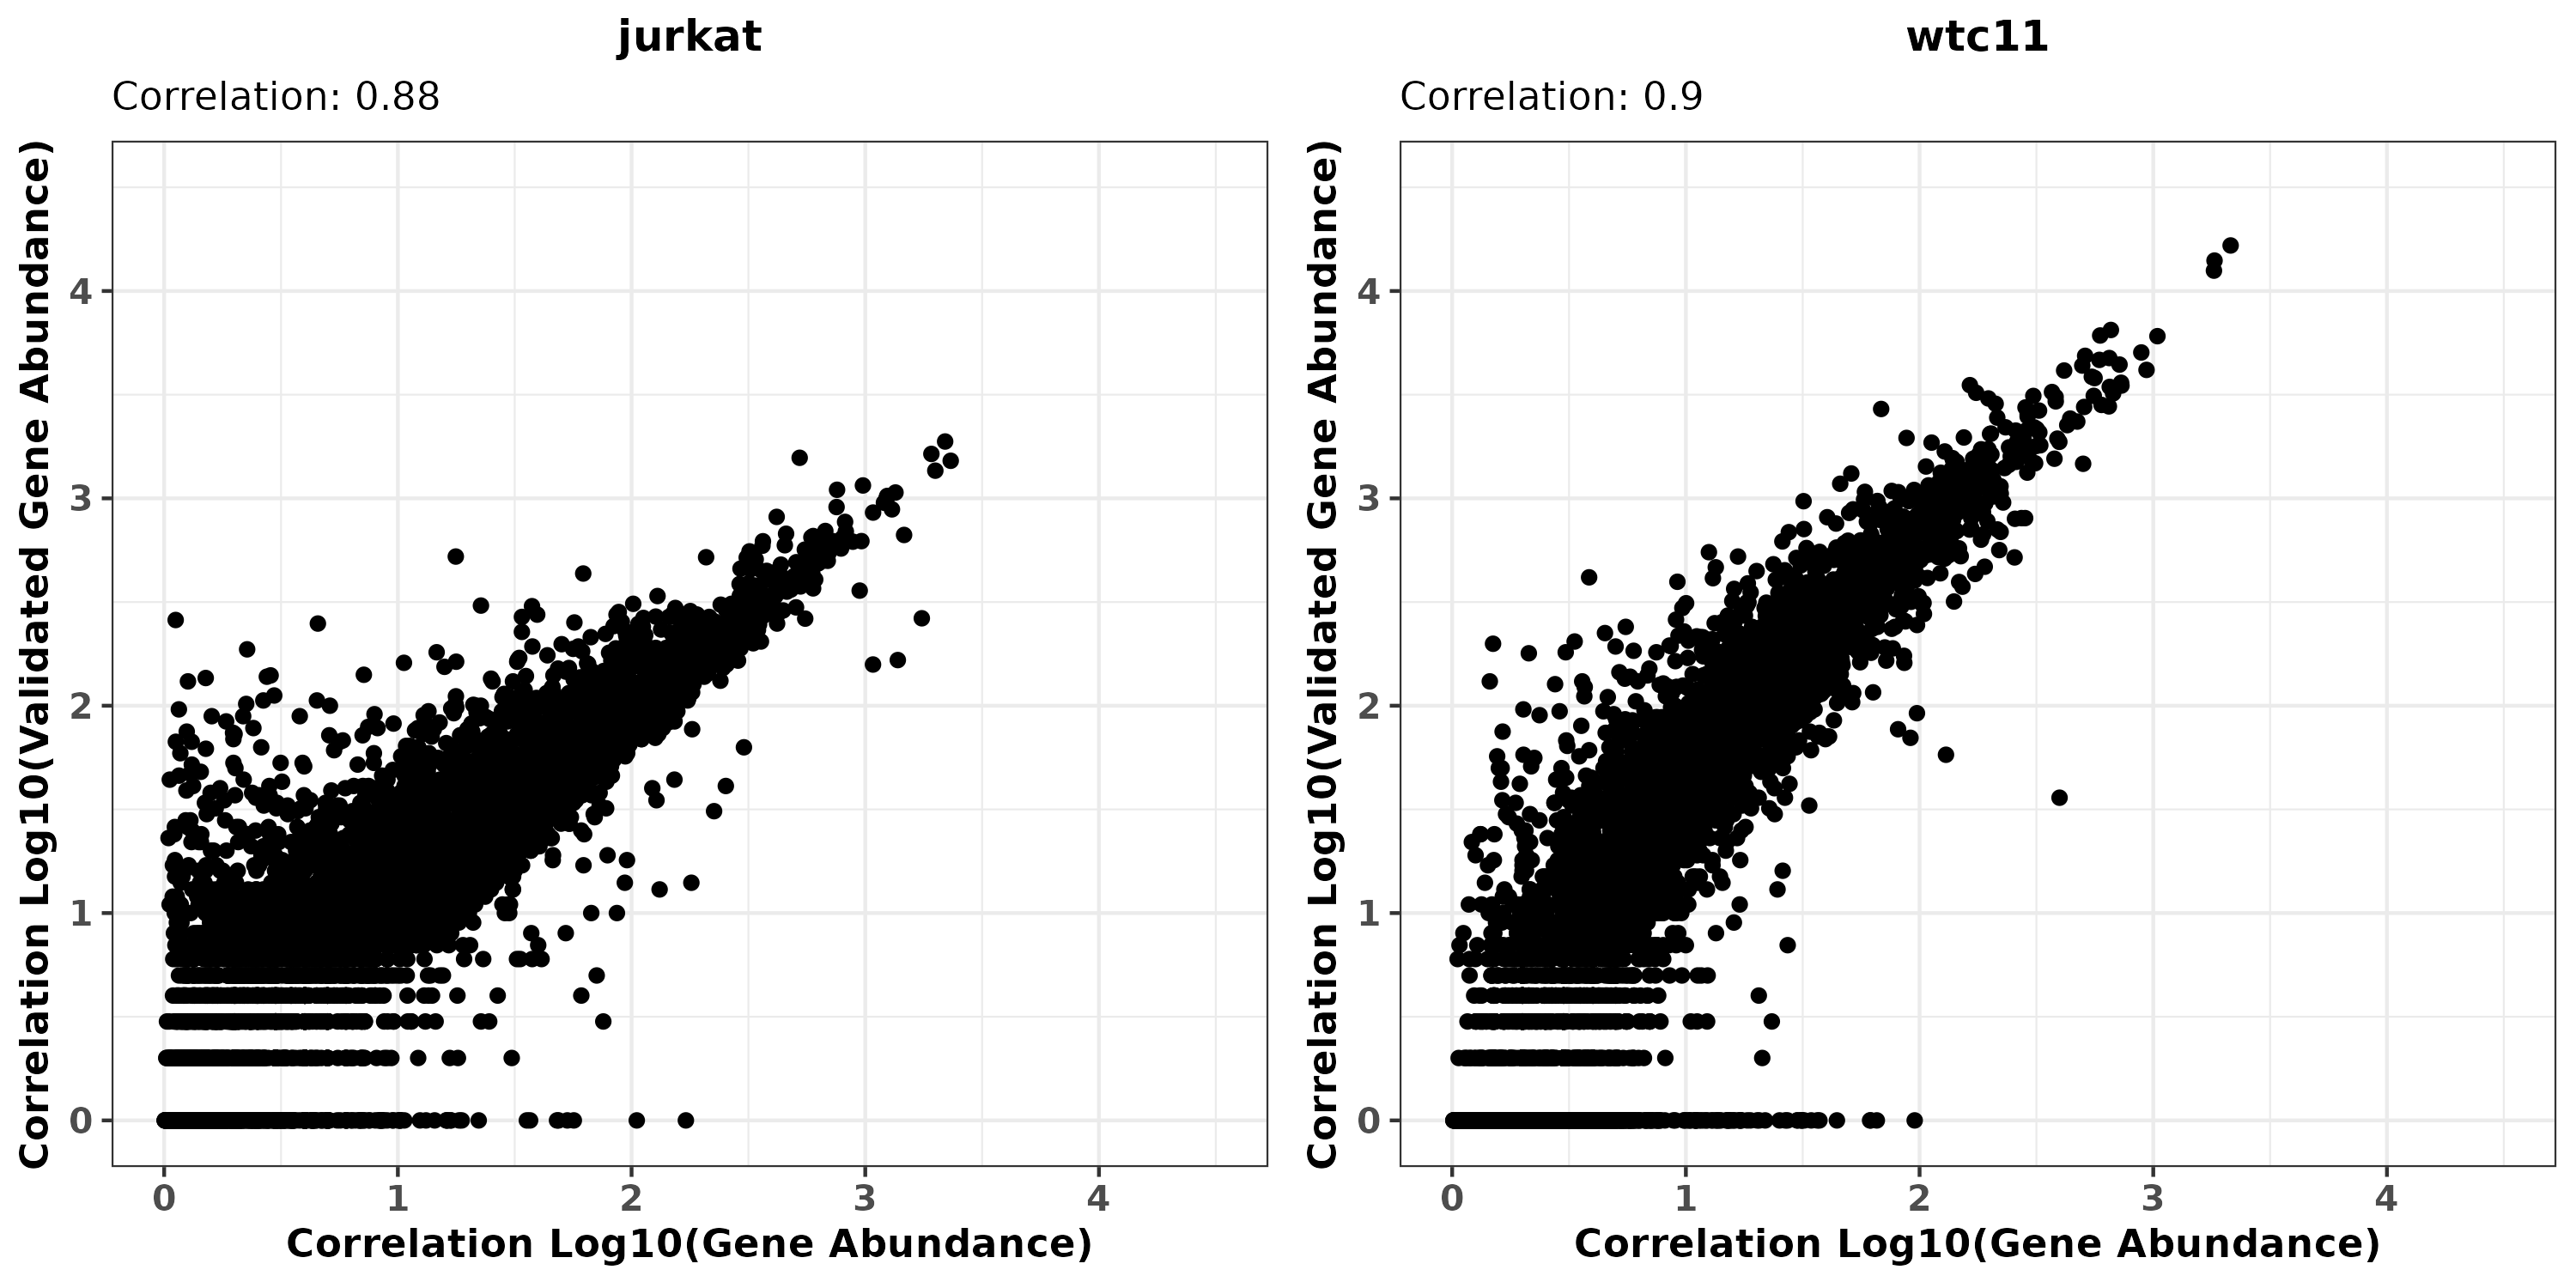 jurkat
Correlation: 0.88
Correlation Log10(Validated Gene Abundance)
4
3
2
1
0
0 1 2 3 4
Correlation Log10(Gene Abundance)
wtc11
Correlation: 0.9
Correlation Log10(Validated Gene Abundance)
4
3
2
1
0
0 1 2 3 4
Correlation Log10(Gene Abundance)